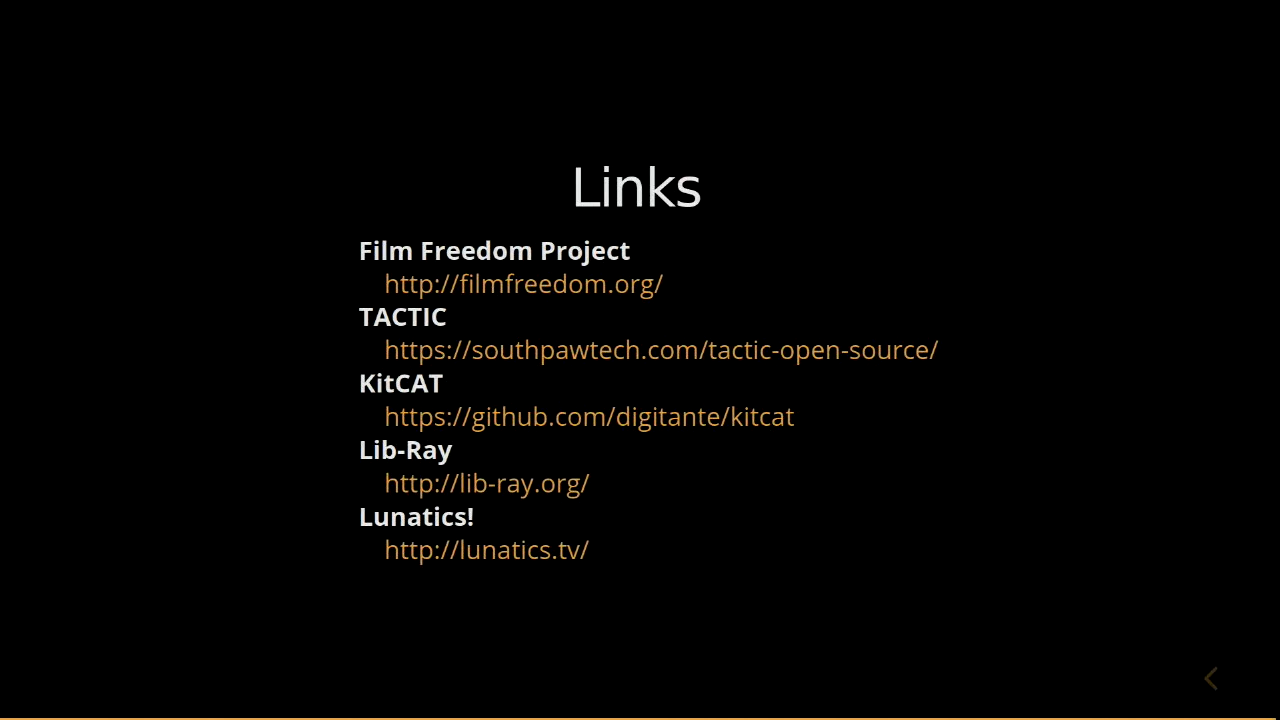 Links
Film Freedom Project
http://filmfreedom.org/
TACTIC
https://southpawtech.com/tactic-open-source/
KitCAT
https://github.com/digitante/kitcat
Lib-Ray
http://lib-ray.org/
Lunatics!
http://lunatics.tv/